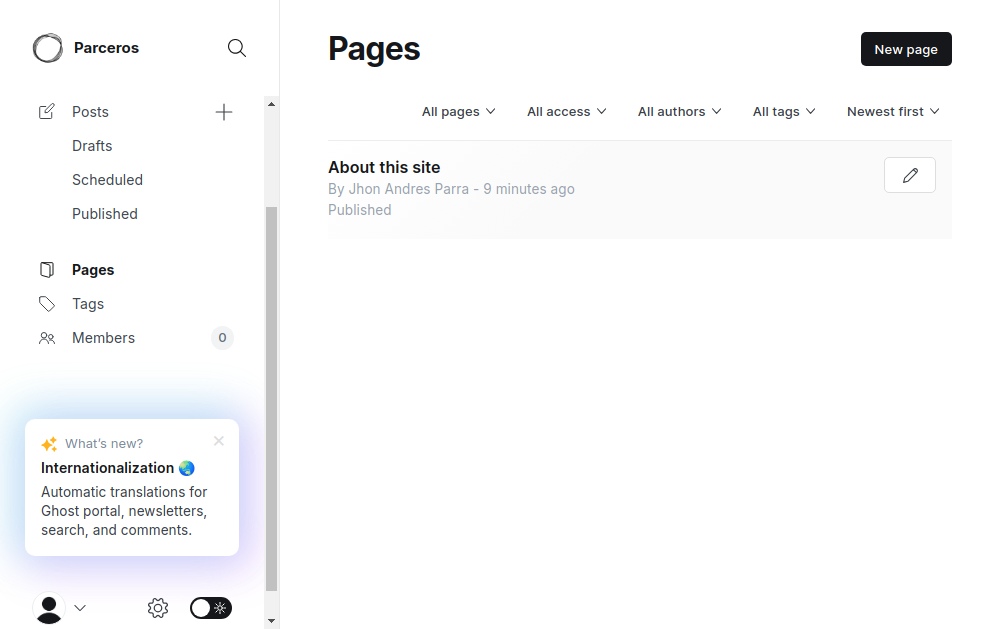 Parceros
Posts
Drafts
Scheduled
Published
Pages
Tags
Members 0
What's new?
Internationalization 🌏
Automatic translations for
Ghost portal, newsletters,
search, and comments.
Pages
New page
All pages All access All authors All tags Newest first
About this site
By Jhon Andres Parra - 9 minutes ago
Published